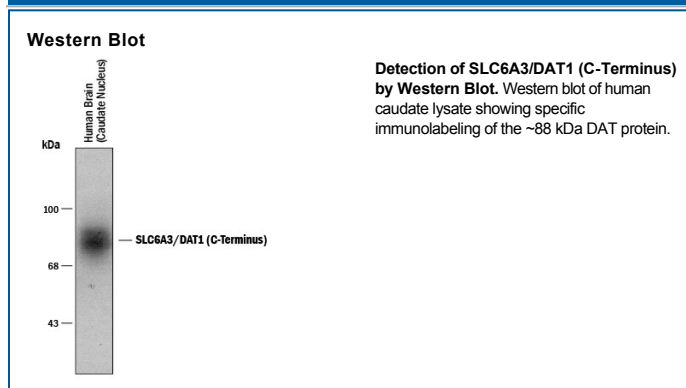 Western Blot
Human Brain
(Caudate Nucleus)
kDa
100
SLC6A3/DAT1 (C-Terminus)
68
43
Detection of SLC6A3/DAT1 (C-Terminus)
by Western Blot. Western blot of human
caudate lysate showing specific
immunolabeling of the ~88 kDa DAT protein.